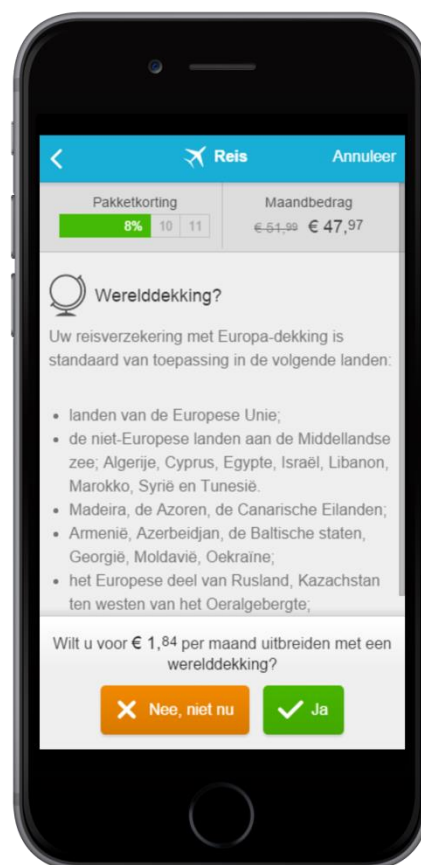 Reis
Annuleer
Pakketkorting
8% 10 11
Maandbedrag
€ 51,99 € 47,97
Werelddekking?
Uw reisverzekering met Europa-dekking is
standaard van toepassing in de volgende landen:
• landen van de Europese Unie;
• de niet-Europese landen aan de Middellandse
zee; Algerije, Cyprus, Egypte, Israël, Libanon,
Marokko, Syrië en Tunesië.
• Madeira, de Azoren, de Canarische Eilanden;
• Armenië, Azerbeidjan, de Baltische staten,
Georgië, Moldavië, Oekraïne;
• het Europese deel van Rusland, Kazachstan
ten westen van het Oeralgebergte;
Wilt u voor € 1,84 per maand uitbreiden met een
werelddekking?
Nee, niet nu
Ja